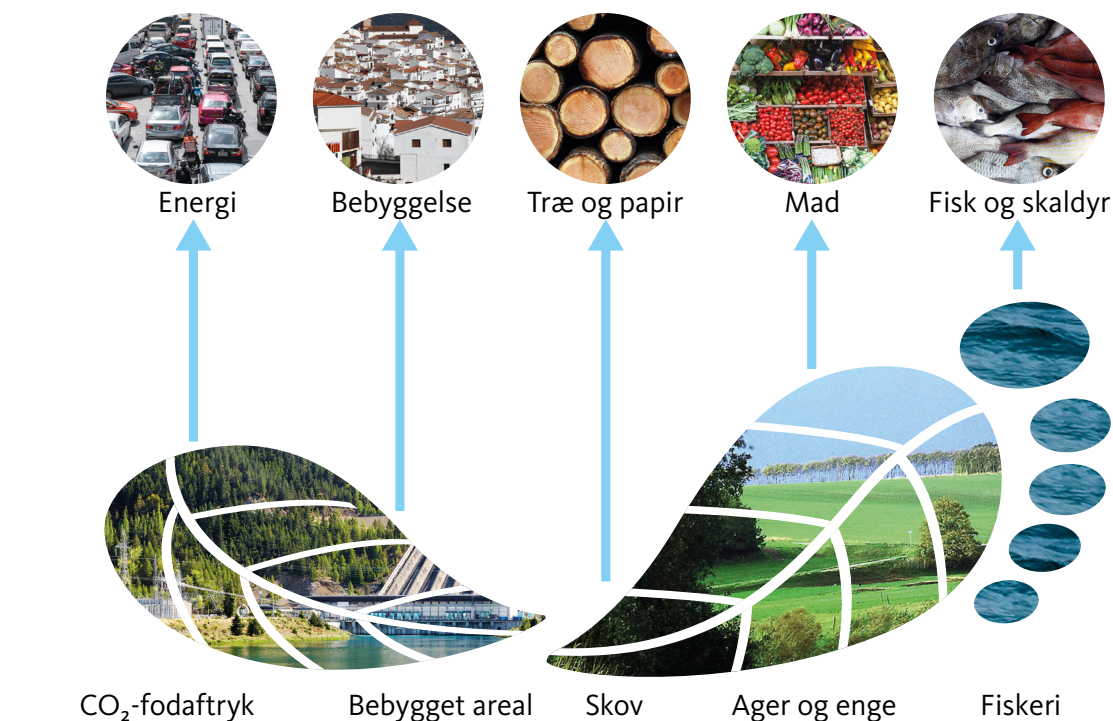 Energi
Bebyggelse
Træ og papir
Mad
Fisk og skaldyr
CO₂-fodaftryk
Bebygget areal
Skov
Ager og enge
Fiskeri